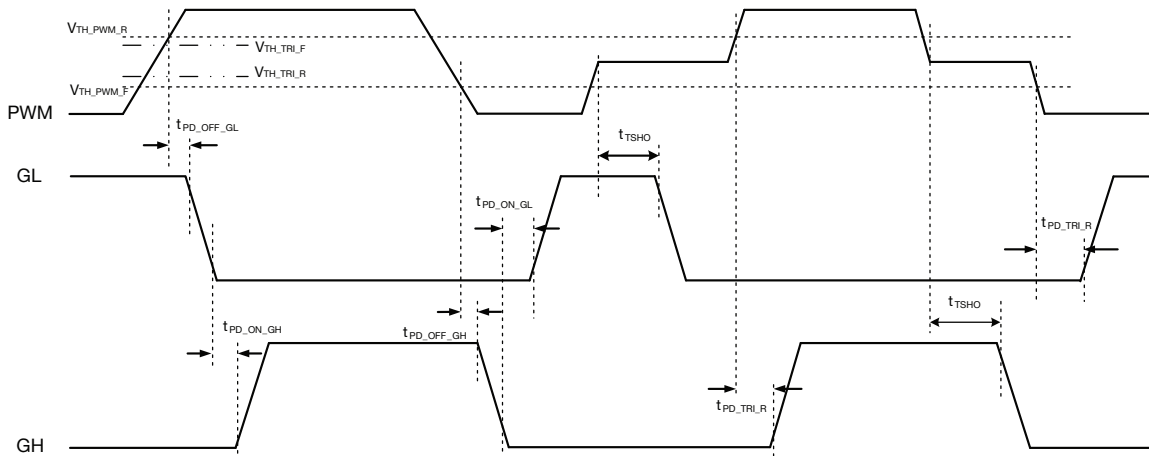 VTH_PWM_R
VTH_TRI_F
VTH_TRI_R
VTH_PWM_F
PWM
tPD_OFF_GL
tTSHO
GL
tPD_ON_GL
tPD_TRI_R
tTSHO
tPD_ON_GH
tPD_OFF_GH
tPD_TRI_R
GH